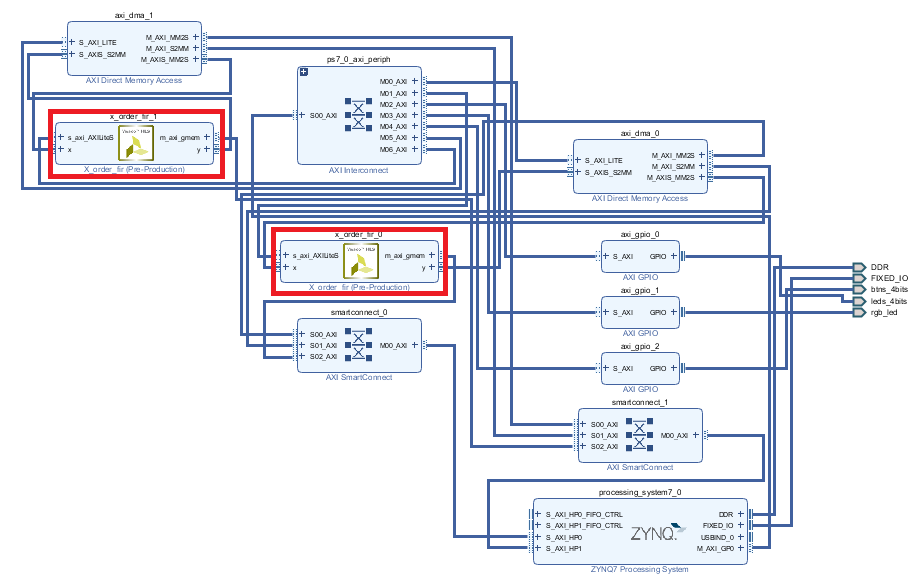 axi_dma_1
S_AXI_LITE
S_AXIS_S2MM
M_AXI_MM2S
M_AXI_S2MM
M_AXIS_MM2S
AXI Direct Memory Access
x_order_fir_1
s_axi_AXILiteS
x
m_axi_gmem
y
X_order_fir (Pre-Production)
ps7_0_axi_periph
S00_AXI
M00_AXI
M01_AXI
M02_AXI
M03_AXI
M04_AXI
M05_AXI
M06_AXI
AXI Interconnect
axi_dma_0
S_AXI_LITE
S_AXIS_S2MM
M_AXI_MM2S
M_AXI_S2MM
M_AXIS_MM2S
AXI Direct Memory Access
x_order_fir_0
s_axi_AXILiteS
x
m_axi_gmem
y
X_order_fir (Pre-Production)
axi_gpio_0
S_AXI
GPIO
AXI GPIO
axi_gpio_1
S_AXI
GPIO
AXI GPIO
axi_gpio_2
S_AXI
GPIO
AXI GPIO
DDR
FIXED_IO
btns_4bits
leds_4bits
rgb_led
smartconnect_0
S00_AXI
S01_AXI
S02_AXI
M00_AXI
AXI SmartConnect
smartconnect_1
S00_AXI
S01_AXI
S02_AXI
M00_AXI
AXI SmartConnect
processing_system7_0
S_AXI_HP0_FIFO_CTRL
S_AXI_HP1_FIFO_CTRL
S_AXI_HP0
S_AXI_HP1
ZYNQ
DDR
FIXED_IO
USBIND_0
M_AXI_GP0
ZYNQ7 Processing System